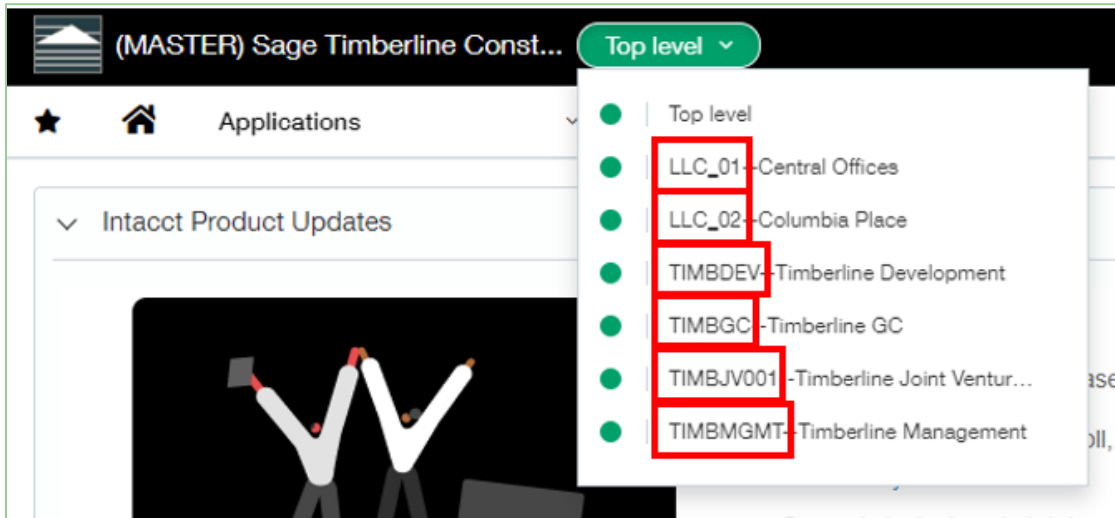 (MASTER) Sage Timberline Const... Top level
Applications
Top level
LLC_01--Central Offices
LLC_02--Columbia Place
TIMBDEV--Timberline Development
TIMBGC--Timberline GC
TIMBJV001--Timberline Joint Ventur...
TIMBMGMT--Timberline Management
Intacct Product Updates